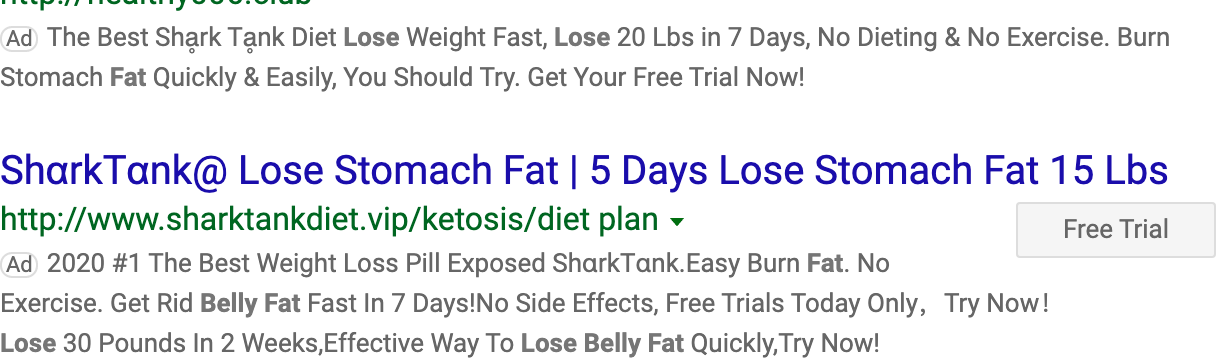 Ad The Best Shḁrk Tḁnk Diet Lose Weight Fast, Lose 20 Lbs in 7 Days, No Dieting & No Exercise. Burn
Stomach Fat Quickly & Easily, You Should Try. Get Your Free Trial Now!
ShɑrkTɑnk@ Lose Stomach Fat | 5 Days Lose Stomach Fat 15 Lbs
http://www.sharktankdiet.vip/ketosis/diet plan
Free Trial
Ad 2020 #1 The Best Weight Loss Pill Exposed ShɑrkTɑnk.Easy Burn Fat. No
Exercise. Get Rid Belly Fat Fast In 7 Days!No Side Effects, Free Trials Today Only，Try Now！
Lose 30 Pounds In 2 Weeks,Effective Way To Lose Belly Fat Quickly,Try Now!